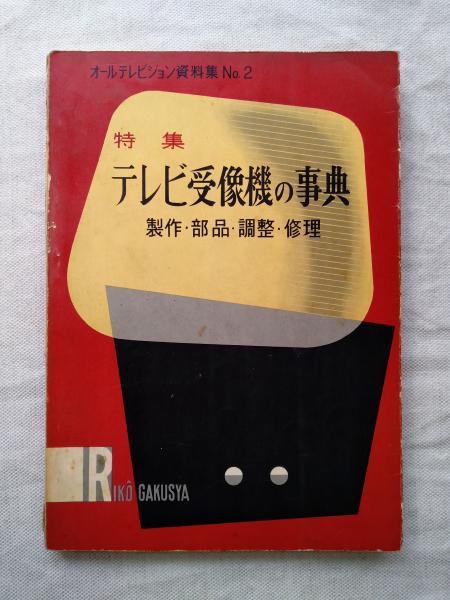 オールテレビジョン資料集 No.2
特集
テレビ受像機の事典
製作・部品・調整・修理
RIKŌ GAKUSYA